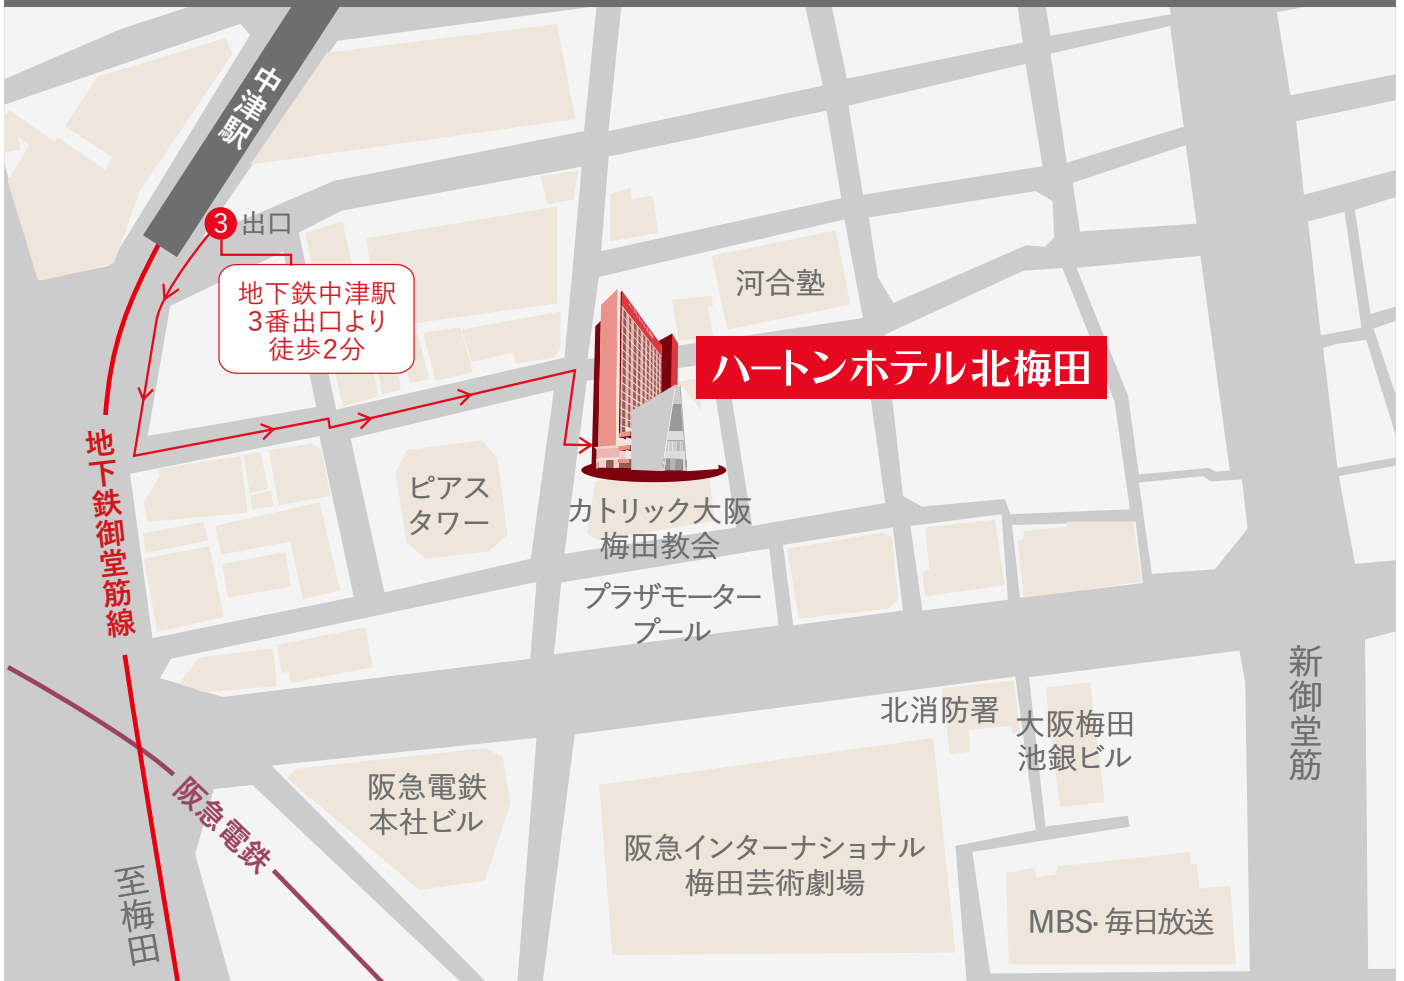 中津駅
3 出口
地下鉄中津駅
3番出口より
徒歩2分
河合塾
ハートンホテル北梅田
地下鉄御堂筋線
ピアス
タワー
カトリック大阪
梅田教会
プラザモーター
プール
新御堂筋
北消防署
大阪梅田
池銀ビル
阪急電鉄
本社ビル
阪急電鉄
阪急インターナショナル
梅田芸術劇場
至梅田
MBS・毎日放送